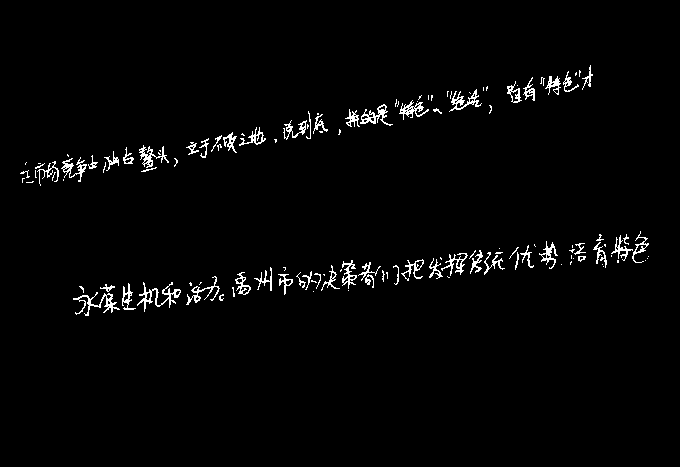 在市场竞争中独占鳌头，立于不败之地，说到底，拼的是“特色”、“绝活”，唯有“特色”才
永葆生机和活力。禹州市的决策者们把发挥传统优势 培育特色